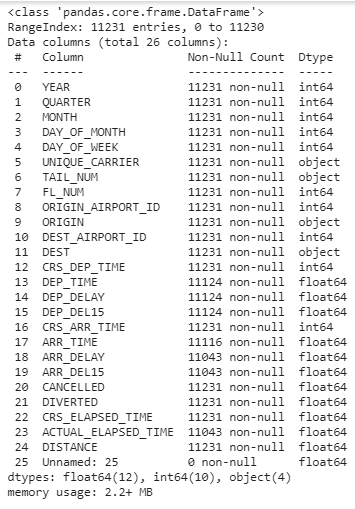 <class 'pandas.core.frame.DataFrame'>
RangeIndex: 11231 entries, 0 to 11230
Data columns (total 26 columns):
 #   Column               Non-Null Count  Dtype
---  ------               --------------  -----
 0   YEAR                 11231 non-null  int64
 1   QUARTER              11231 non-null  int64
 2   MONTH                11231 non-null  int64
 3   DAY_OF_MONTH         11231 non-null  int64
 4   DAY_OF_WEEK          11231 non-null  int64
 5   UNIQUE_CARRIER       11231 non-null  object
 6   TAIL_NUM             11231 non-null  object
 7   FL_NUM               11231 non-null  int64
 8   ORIGIN_AIRPORT_ID    11231 non-null  int64
 9   ORIGIN               11231 non-null  object
 10  DEST_AIRPORT_ID      11231 non-null  int64
 11  DEST                 11231 non-null  object
 12  CRS_DEP_TIME         11231 non-null  int64
 13  DEP_TIME             11124 non-null  float64
 14  DEP_DELAY            11124 non-null  float64
 15  DEP_DEL15            11124 non-null  float64
 16  CRS_ARR_TIME         11231 non-null  int64
 17  ARR_TIME             11116 non-null  float64
 18  ARR_DELAY            11043 non-null  float64
 19  ARR_DEL15            11043 non-null  float64
 20  CANCELLED            11231 non-null  float64
 21  DIVERTED             11231 non-null  float64
 22  CRS_ELAPSED_TIME     11231 non-null  float64
 23  ACTUAL_ELAPSED_TIME  11043 non-null  float64
 24  DISTANCE             11231 non-null  float64
 25  Unnamed: 25          0 non-null      float64
dtypes: float64(12), int64(10), object(4)
memory usage: 2.2+ MB